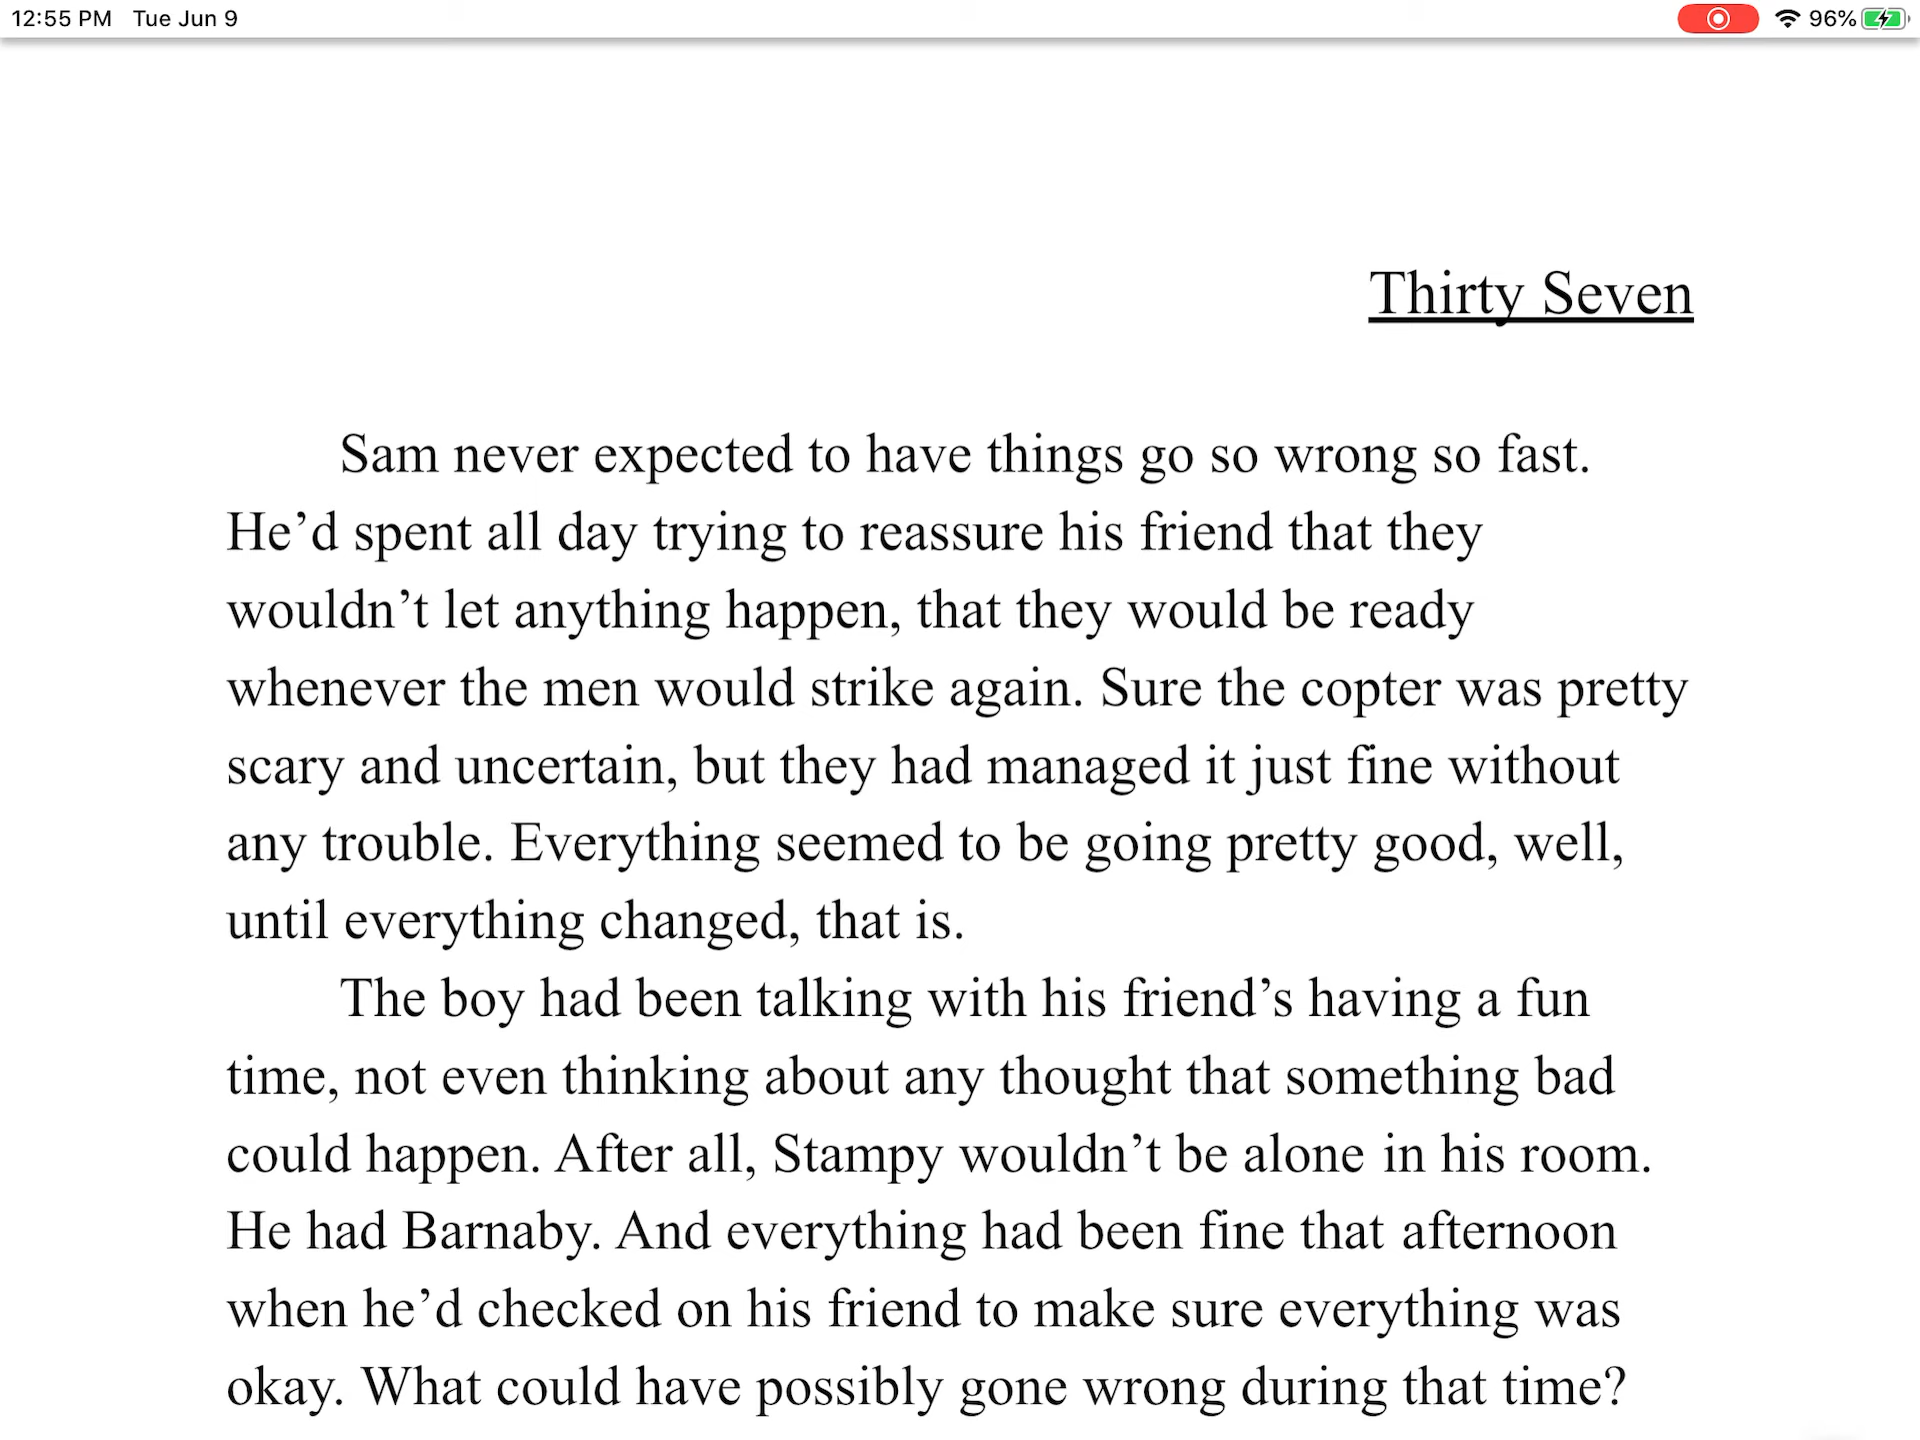 12:55 PM Tue Jun 9 96%
Thirty Seven
Sam never expected to have things go so wrong so fast.
He’d spent all day trying to reassure his friend that they
wouldn’t let anything happen, that they would be ready
whenever the men would strike again. Sure the copter was pretty
scary and uncertain, but they had managed it just fine without
any trouble. Everything seemed to be going pretty good, well,
until everything changed, that is.
The boy had been talking with his friend’s having a fun
time, not even thinking about any thought that something bad
could happen. After all, Stampy wouldn’t be alone in his room.
He had Barnaby. And everything had been fine that afternoon
when he’d checked on his friend to make sure everything was
okay. What could have possibly gone wrong during that time?